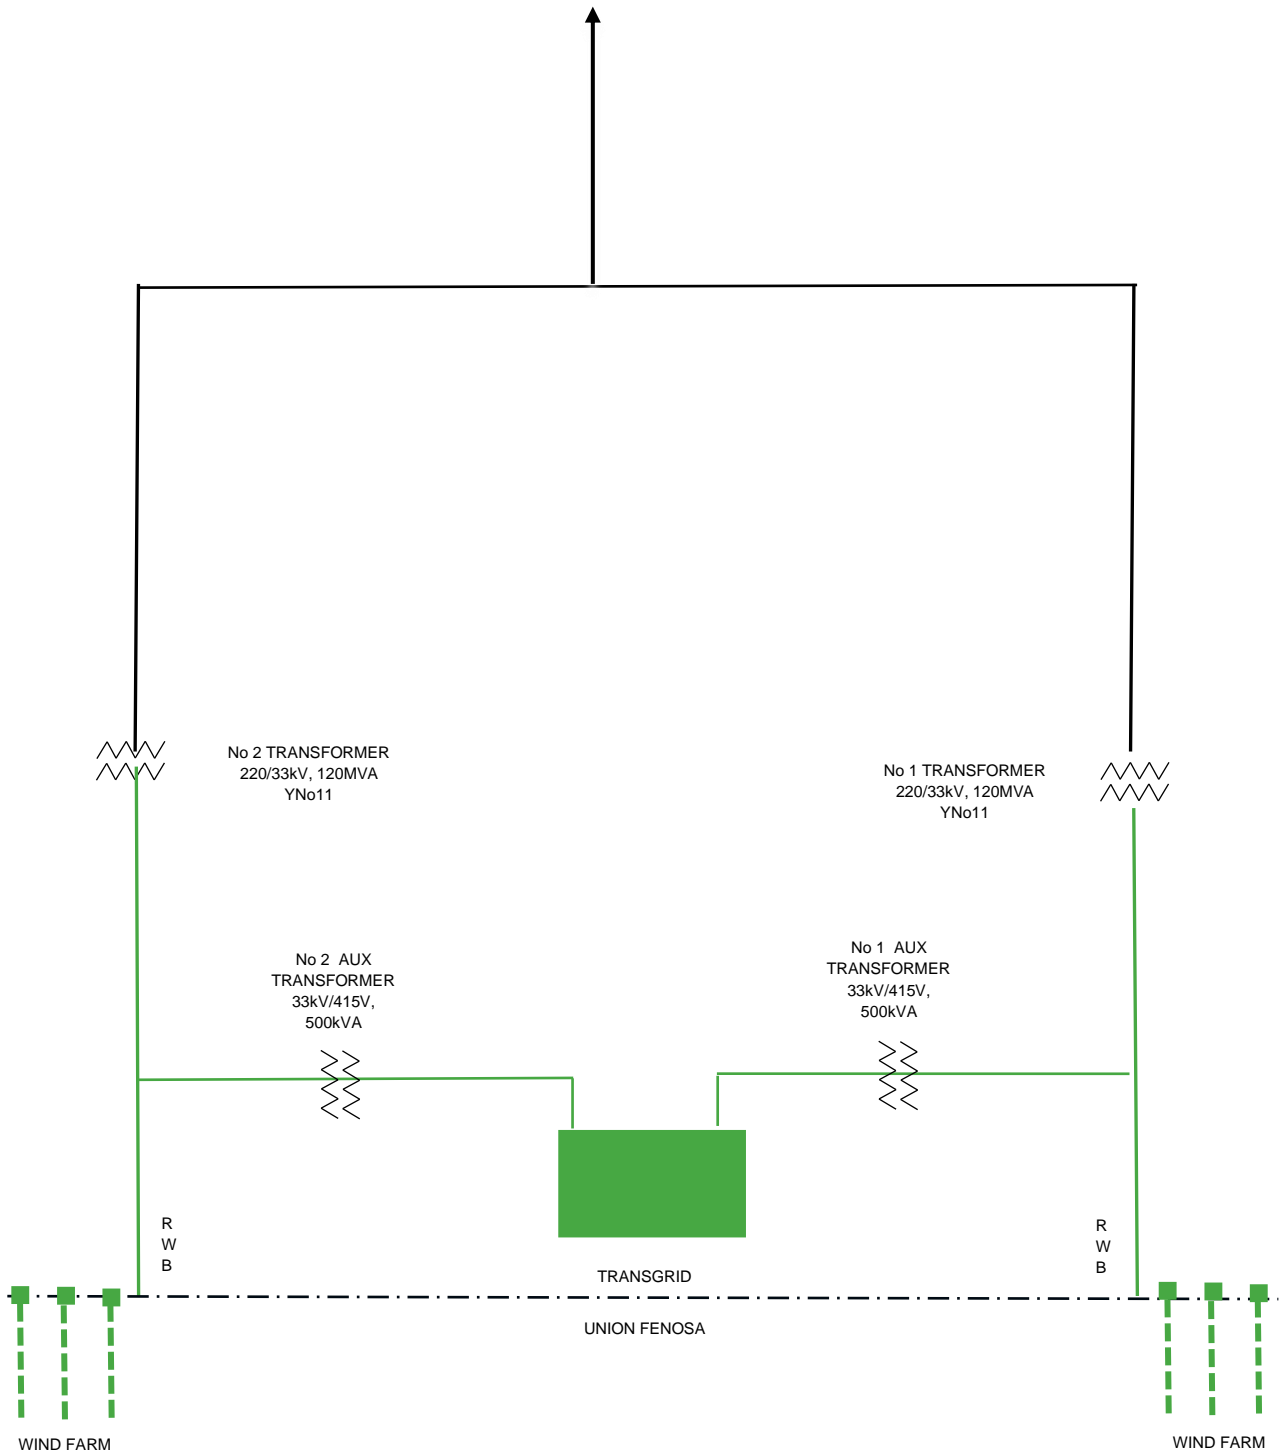 No 2 TRANSFORMER
220/33kV, 120MVA
YNo11
No 1 TRANSFORMER
220/33kV, 120MVA
YNo11
No 2 AUX
TRANSFORMER
33kV/415V,
500kVA
No 1 AUX
TRANSFORMER
33kV/415V,
500kVA
R
W
B
R
W
B
TRANSGRID
UNION FENOSA
WIND FARM
WIND FARM